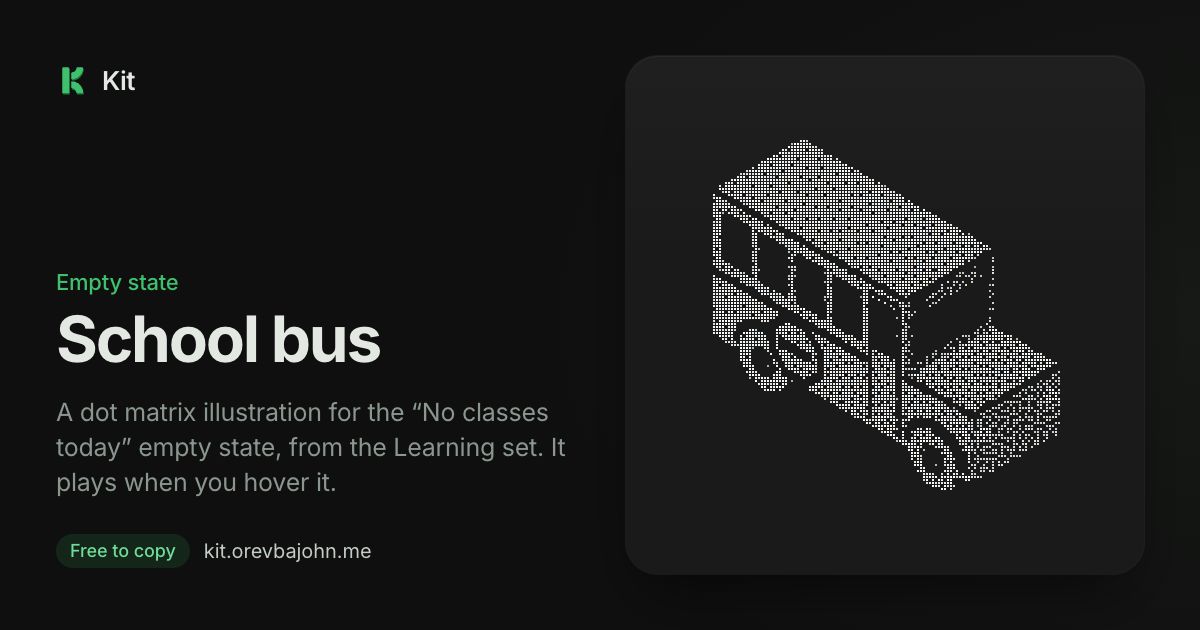 Kit
Empty state
School bus
A dot matrix illustration for the “No classes
today” empty state, from the Learning set. It
plays when you hover it.
Free to copy
kit.orevbajohn.me